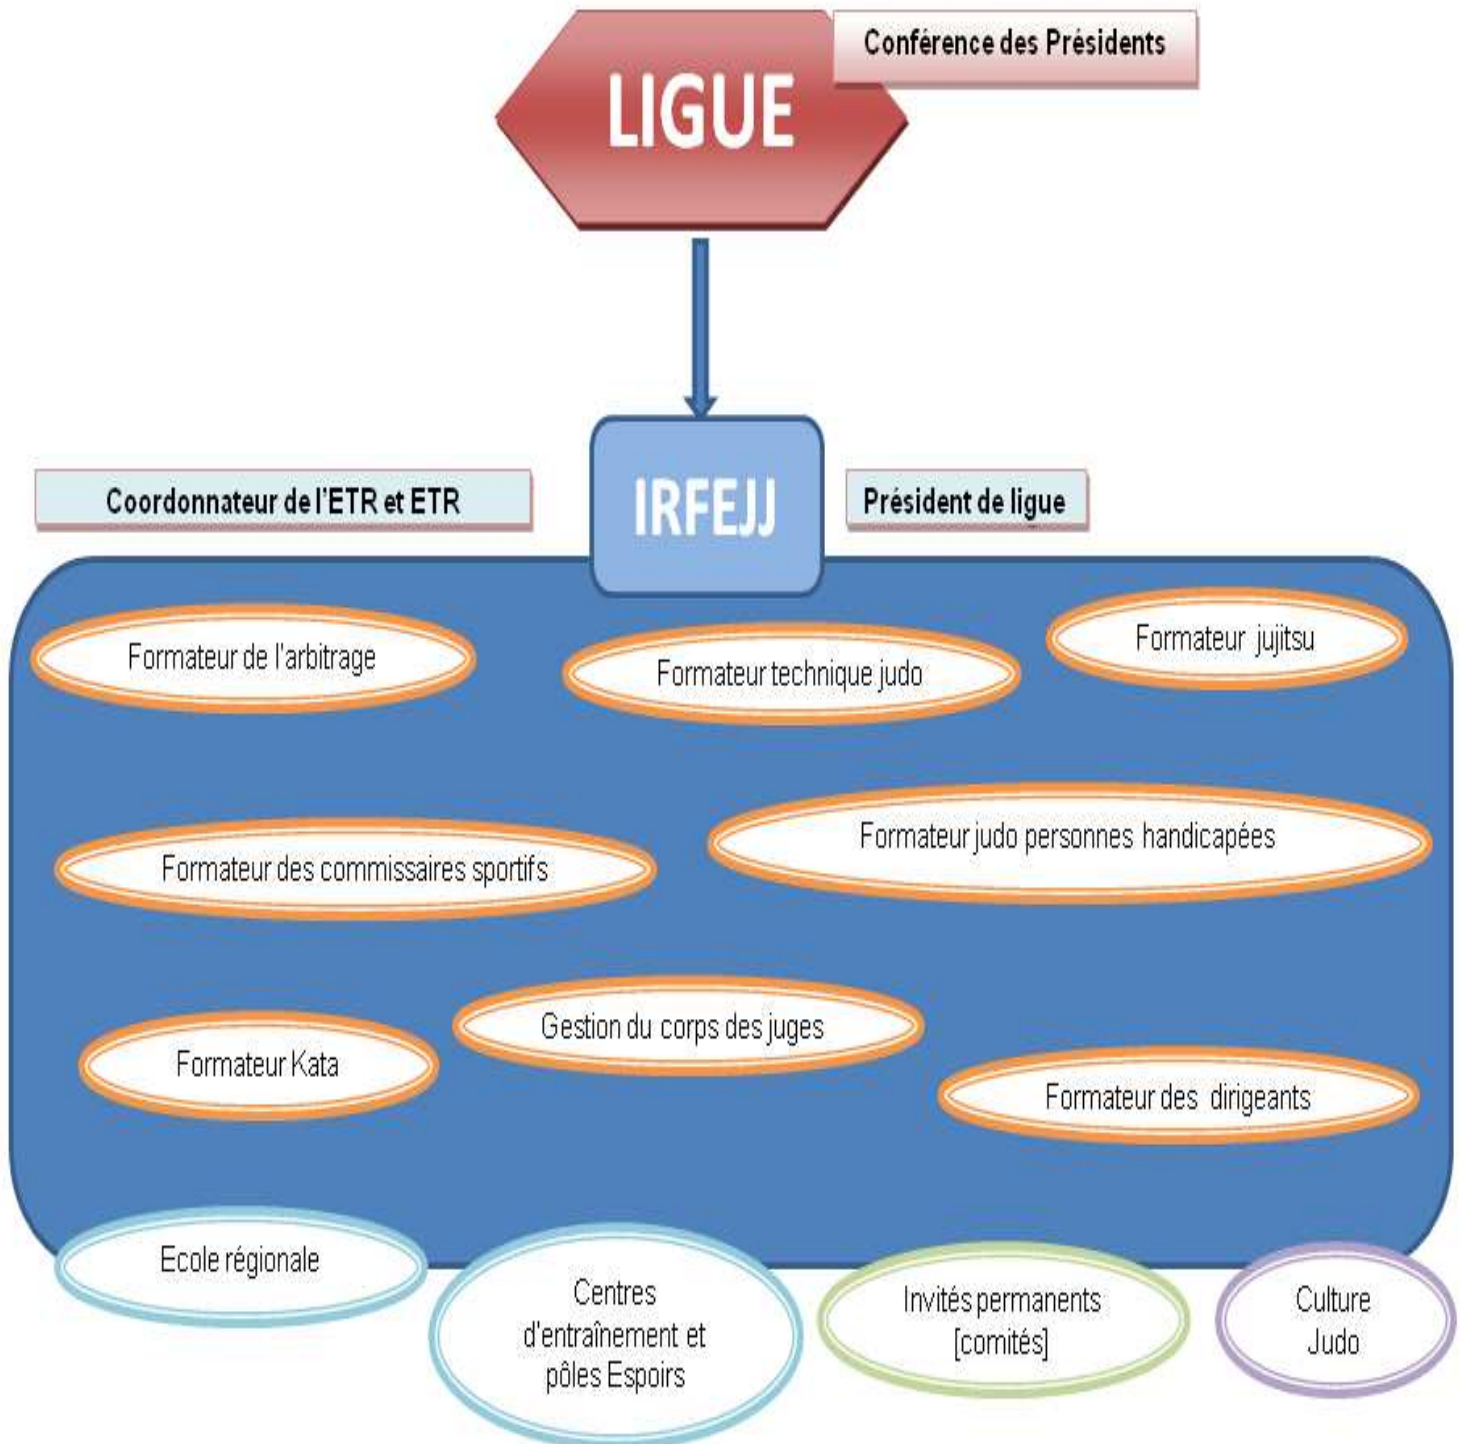 Conférence des Présidents
LIGUE
Coordonnateur de l'ETR et ETR
IRFEJJ
Président de ligue
Formateur de l'arbitrage
Formateur technique judo
Formateur jujitsu
Formateur des commissaires sportifs
Formateur judo personnes handicapées
Formateur Kata
Gestion du corps des juges
Formateur des dirigeants
Ecole régionale
Centres
d'entraînement et
pôles Espoirs
Invités permanents
[comités]
Culture
Judo